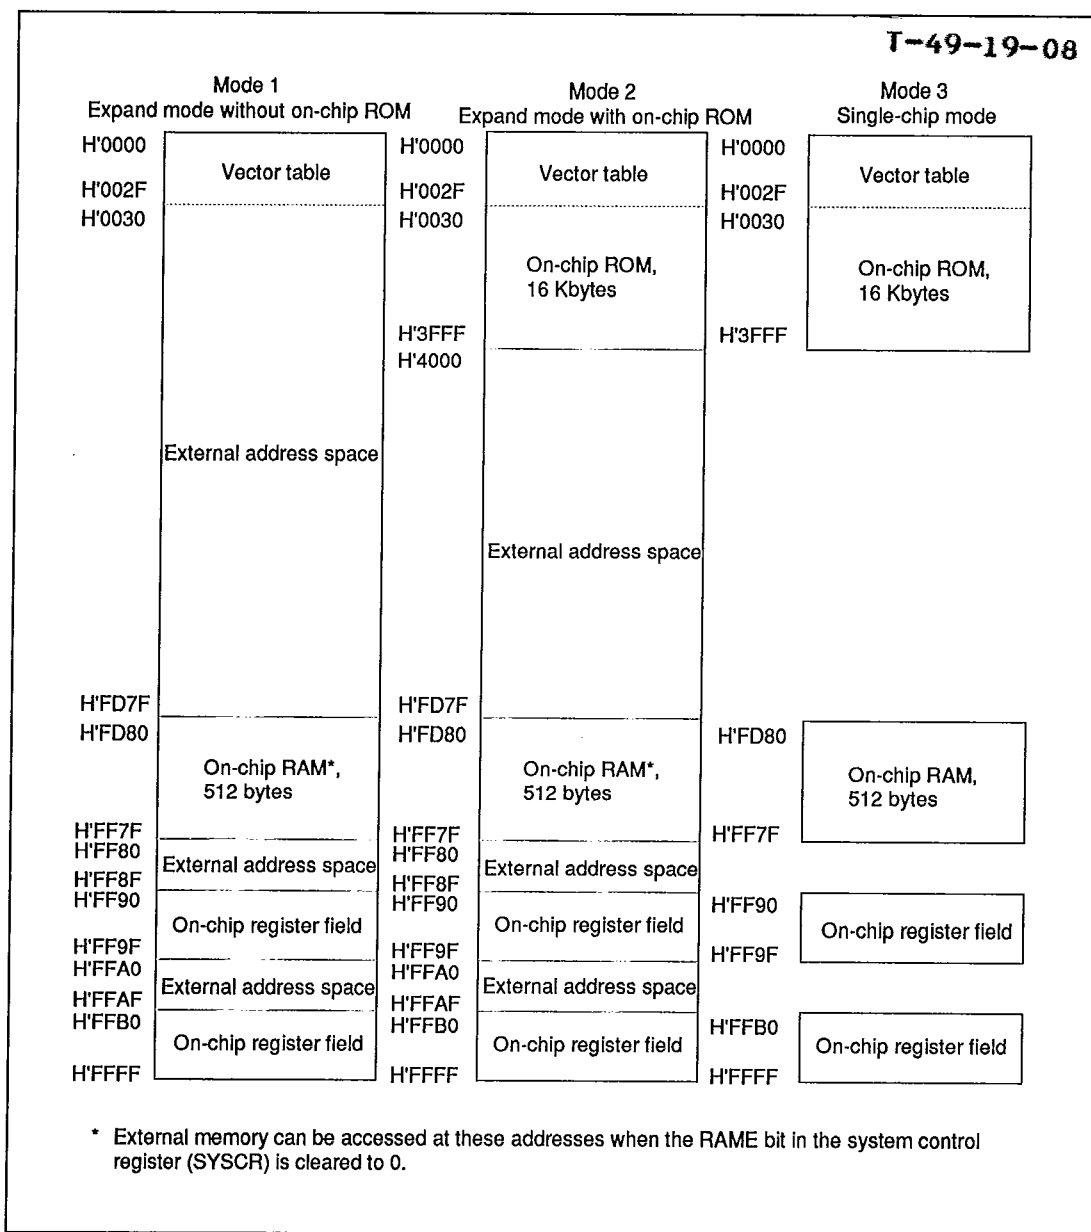 T-49-19-08
Mode 1
Expand mode without on-chip ROM
H'0000
Vector table
H'002F
H'0030
External address space
H'FD7F
H'FD80
On-chip RAM*,
512 bytes
H'FF7F
H'FF80
External address space
H'FF8F
H'FF90
On-chip register field
H'FF9F
H'FFA0
External address space
H'FFAF
H'FFB0
On-chip register field
H'FFFF
Mode 2
Expand mode with on-chip ROM
H'0000
Vector table
H'002F
H'0030
On-chip ROM,
16 Kbytes
H'3FFF
H'4000
External address space
H'FD7F
H'FD80
On-chip RAM*,
512 bytes
H'FF7F
H'FF80
External address space
H'FF8F
H'FF90
On-chip register field
H'FF9F
H'FFA0
External address space
H'FFAF
H'FFB0
On-chip register field
H'FFFF
Mode 3
Single-chip mode
H'0000
Vector table
H'002F
H'0030
On-chip ROM,
16 Kbytes
H'3FFF
H'FD80
On-chip RAM,
512 bytes
H'FF7F
H'FF90
On-chip register field
H'FF9F
H'FFB0
On-chip register field
H'FFFF
* External memory can be accessed at these addresses when the RAME bit in the system control
register (SYSCR) is cleared to 0.